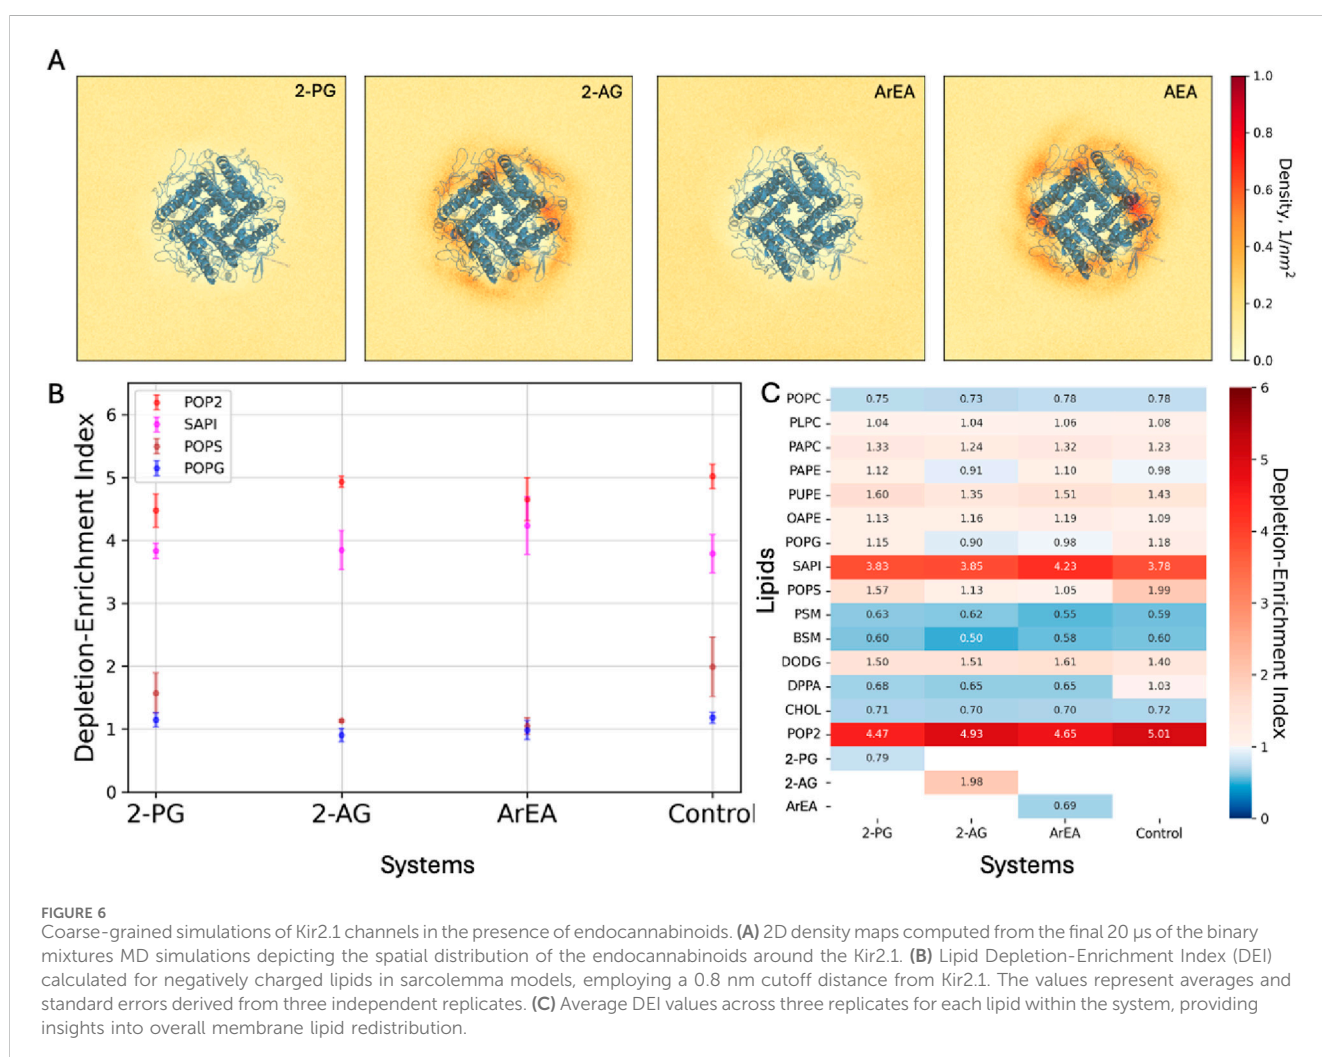 A
2-PG
2-AG
ArEA
AEA
1.0
0.8
0.6
0.4
0.2
0.0
Density, 1/nm²
B
POP2
SAPI
POPS
POPG
6
5
4
3
2
1
0
Depletion-Enrichment Index
2-PG 2-AG ArEA Control
Systems
C
Lipids
POPC 0.75 0.73 0.78 0.78
PLPC 1.04 1.04 1.06 1.08
PAPC 1.33 1.24 1.32 1.23
PAPE 1.12 0.91 1.10 0.98
PUPE 1.60 1.35 1.51 1.43
OAPE 1.13 1.16 1.19 1.09
POPG 1.15 0.90 0.98 1.18
SAPI 3.83 3.85 4.23 3.78
POPS 1.57 1.13 1.05 1.99
PSM 0.63 0.62 0.55 0.59
BSM 0.60 0.50 0.58 0.60
DODG 1.50 1.51 1.61 1.40
DPPA 0.68 0.65 0.65 1.03
CHOL 0.71 0.70 0.70 0.72
POP2 4.47 4.93 4.65 5.01
2-PG 0.79
2-AG 1.98
ArEA 0.69
2-PG 2-AG ArEA Control
Systems
6
5
4
3
2
1
0
Depletion-Enrichment Index
FIGURE 6
Coarse-grained simulations of Kir2.1 channels in the presence of endocannabinoids. (A) 2D density maps computed from the final 20 µs of the binary
mixtures MD simulations depicting the spatial distribution of the endocannabinoids around the Kir2.1. (B) Lipid Depletion-Enrichment Index (DEI)
calculated for negatively charged lipids in sarcolemma models, employing a 0.8 nm cutoff distance from Kir2.1. The values represent averages and
standard errors derived from three independent replicates. (C) Average DEI values across three replicates for each lipid within the system, providing
insights into overall membrane lipid redistribution.